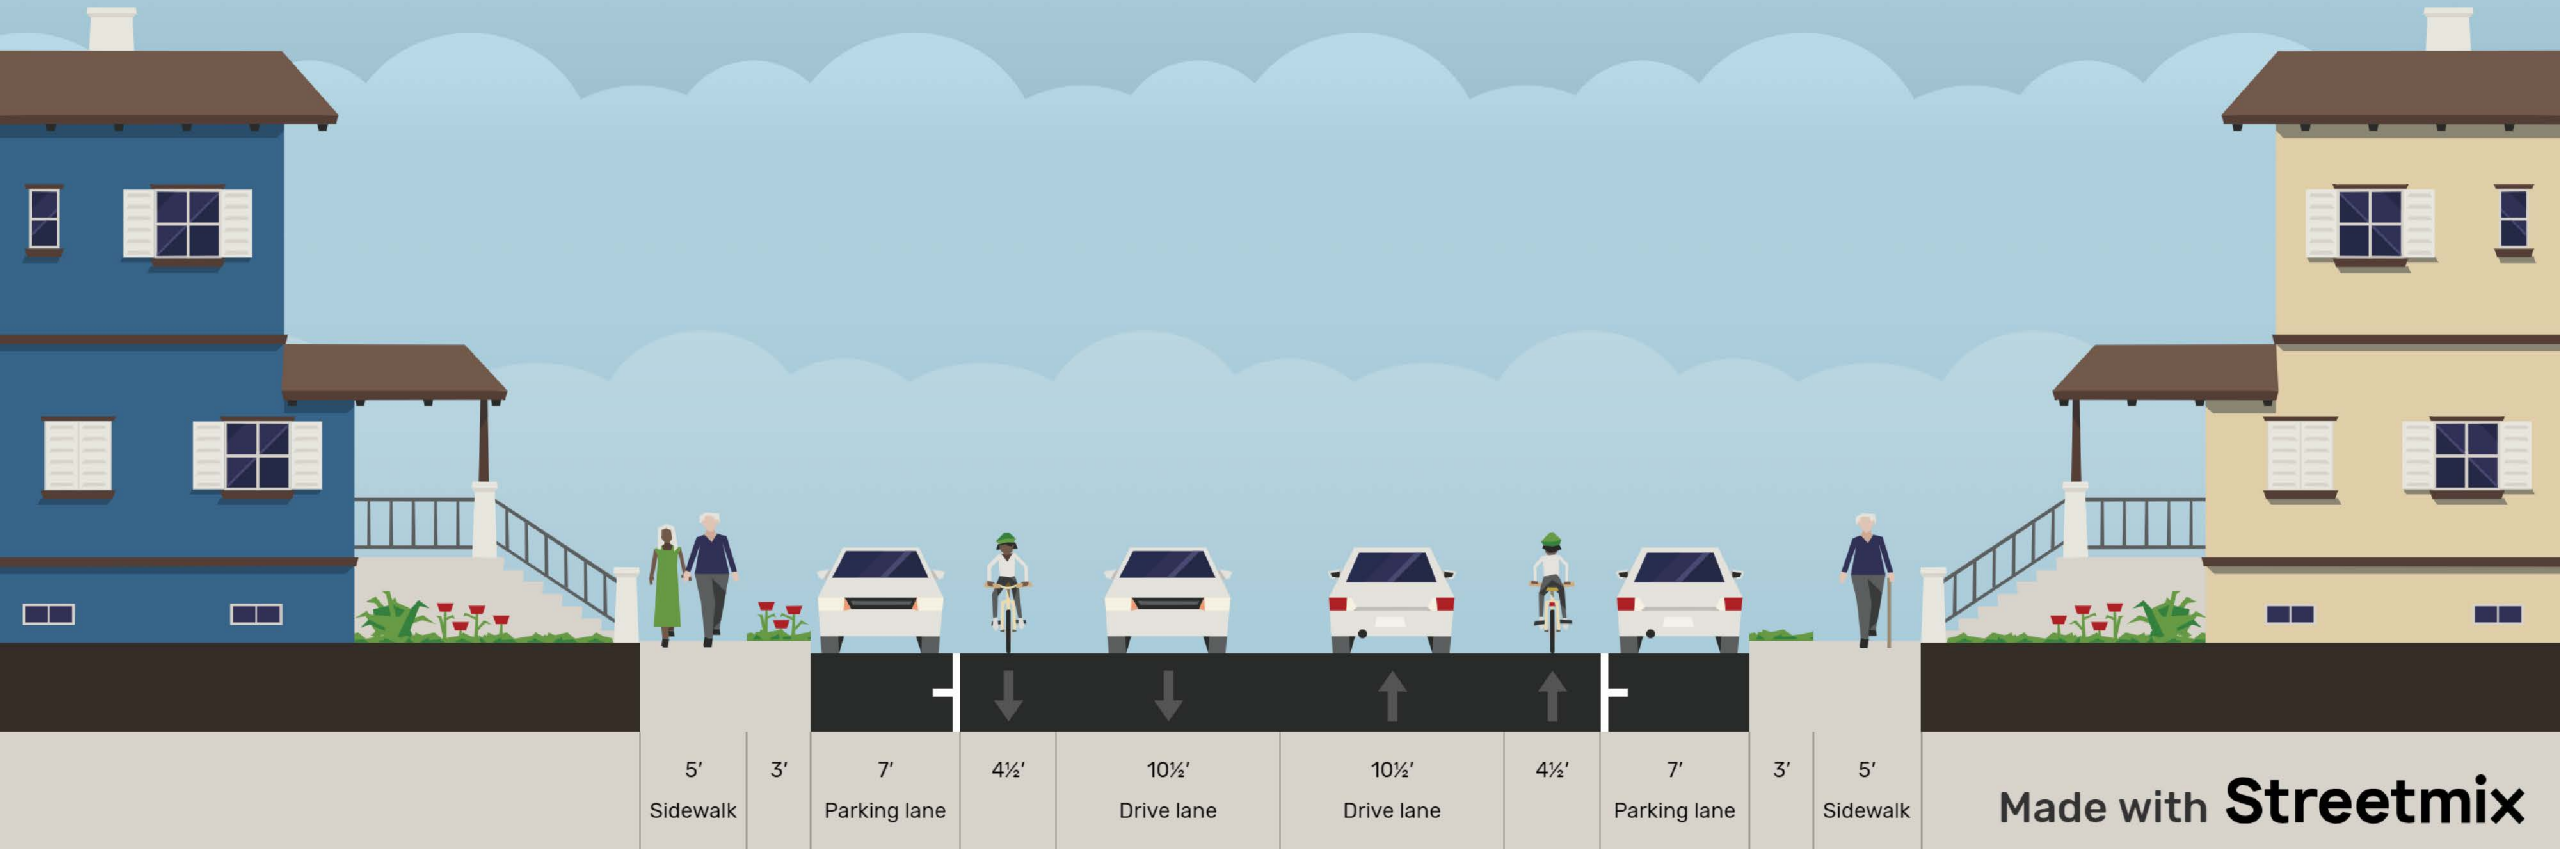 5′ 3′ 7′ 4½′ 10½′ 10½′ 4½′ 7′ 3′ 5′
Sidewalk Parking lane Drive lane Drive lane Parking lane Sidewalk
Made with Streetmix